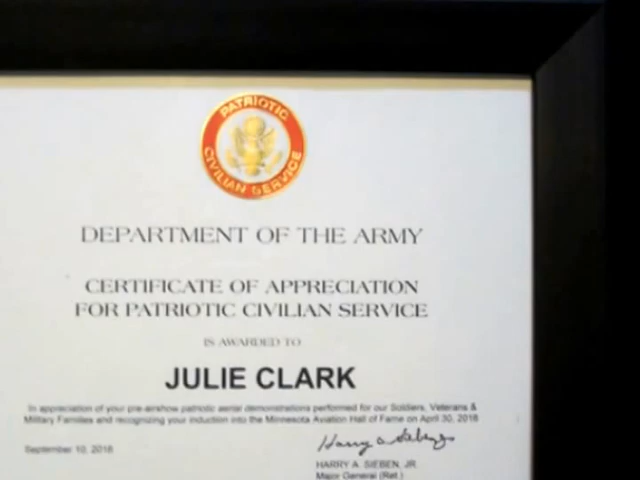 PATRIOTIC
CIVILIAN SERVICE
DEPARTMENT OF THE ARMY
CERTIFICATE OF APPRECIATION
FOR PATRIOTIC CIVILIAN SERVICE
IS AWARDED TO
JULIE CLARK
In appreciation of your pre-airshow patriotic aerial demonstrations performed for our Soldiers, Veterans &
Military Families and recognizing your induction into the Minnesota Aviation Hall of Fame on April 30, 2018
September 10, 2018
Harry A Sieben Jr
HARRY A. SIEBEN, JR.
Major General (Ret.)